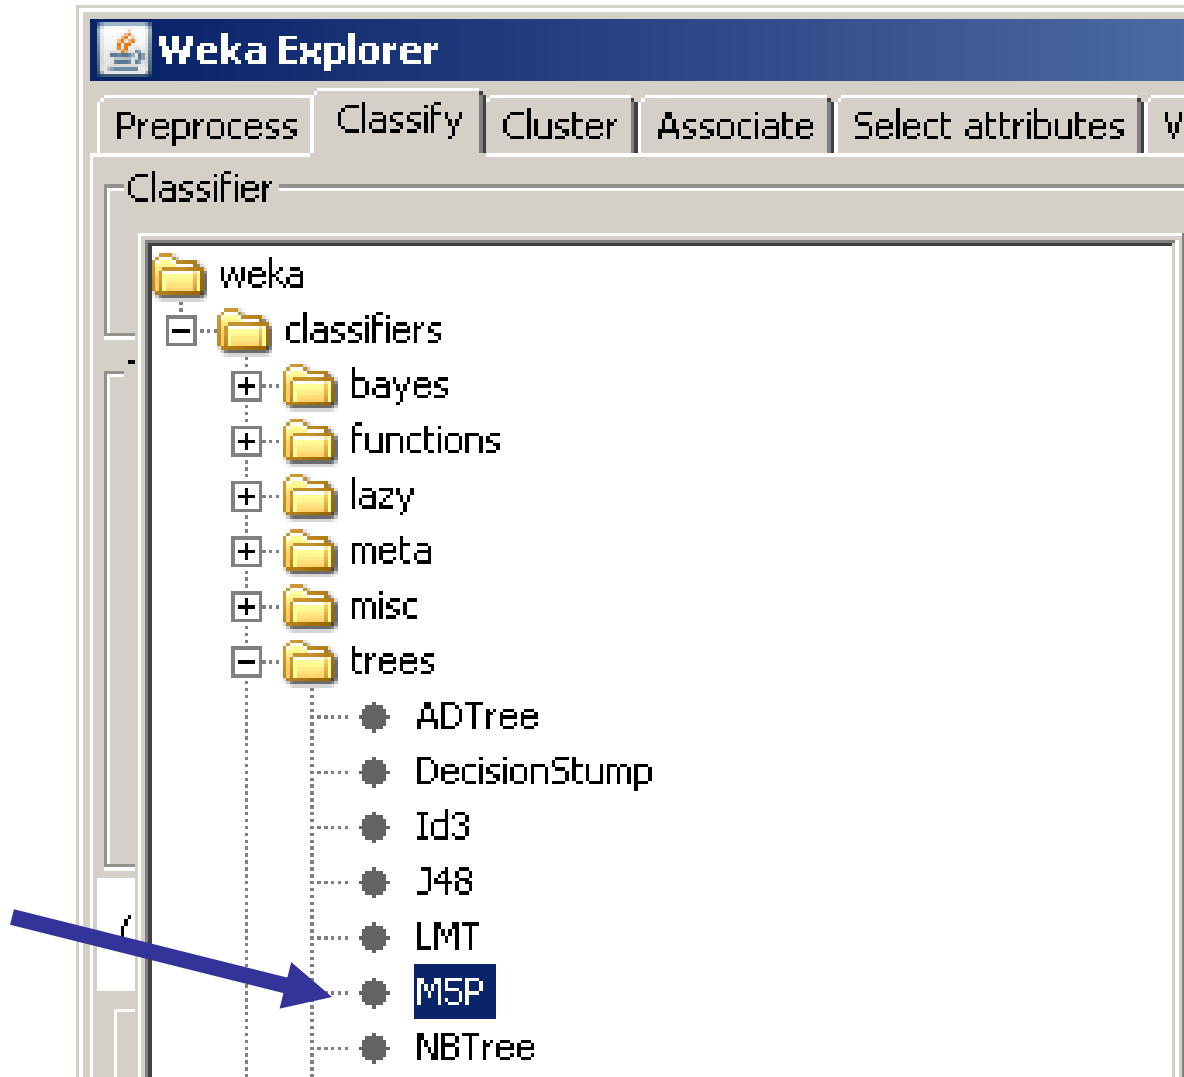 Weka Explorer
Preprocess Classify Cluster Associate Select attributes
Classifier
weka
classifiers
bayes
functions
lazy
meta
misc
trees
ADTree
DecisionStump
Id3
J48
LMT
M5P
NBTree